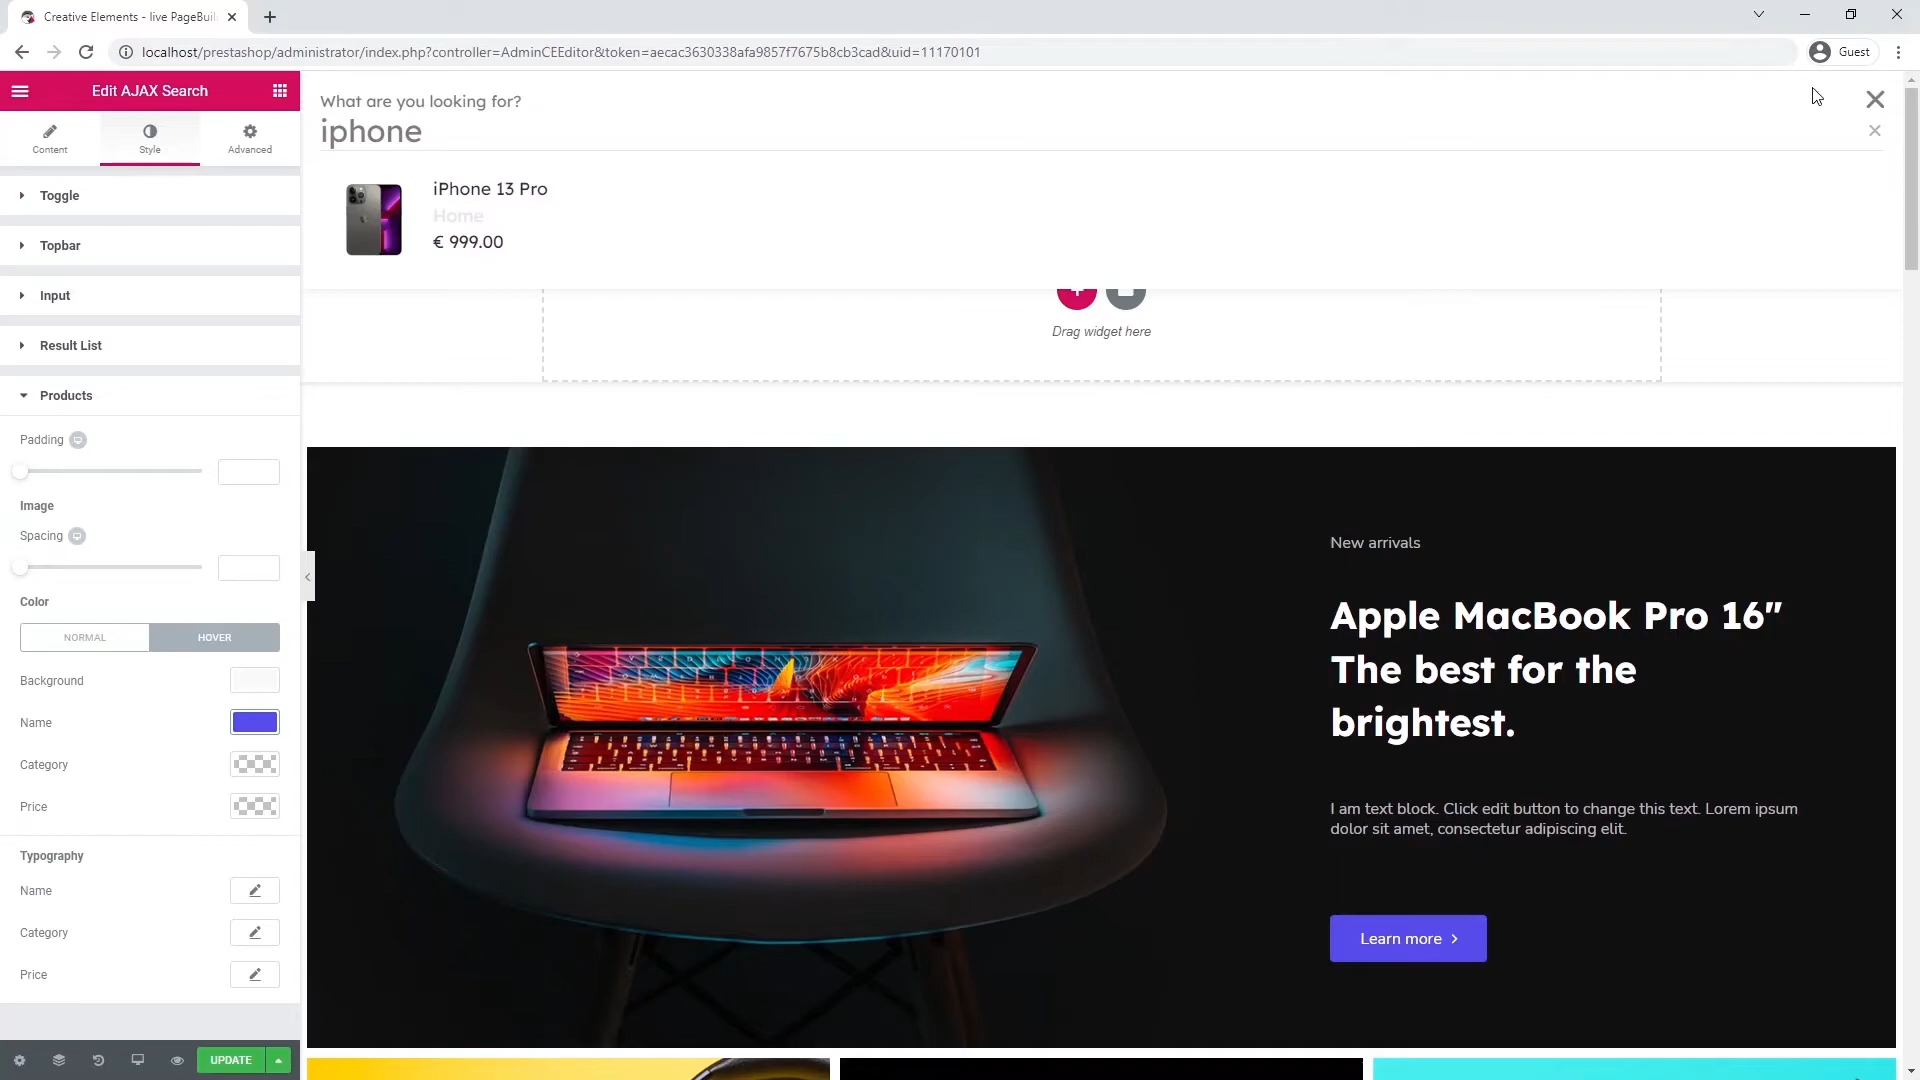 Creative Elements - live PageBuil
localhost/prestashop/administrator/index.php?controller=AdminCEEditor&token=aecac3630338afa9857f7675b8cb3cad&uid=11170101
Guest
Edit AJAX Search
Content
Style
Advanced
Toggle
Topbar
Input
Result List
Products
Padding
Image
Spacing
Color
NORMAL
HOVER
Background
Name
Category
Price
Typography
Name
Category
Price
UPDATE
What are you looking for?
iphone
iPhone 13 Pro
Home
€ 999.00
Drag widget here
New arrivals
Apple MacBook Pro 16″
The best for the
brightest.
I am text block. Click edit button to change this text. Lorem ipsum
dolor sit amet, consectetur adipiscing elit.
Learn more